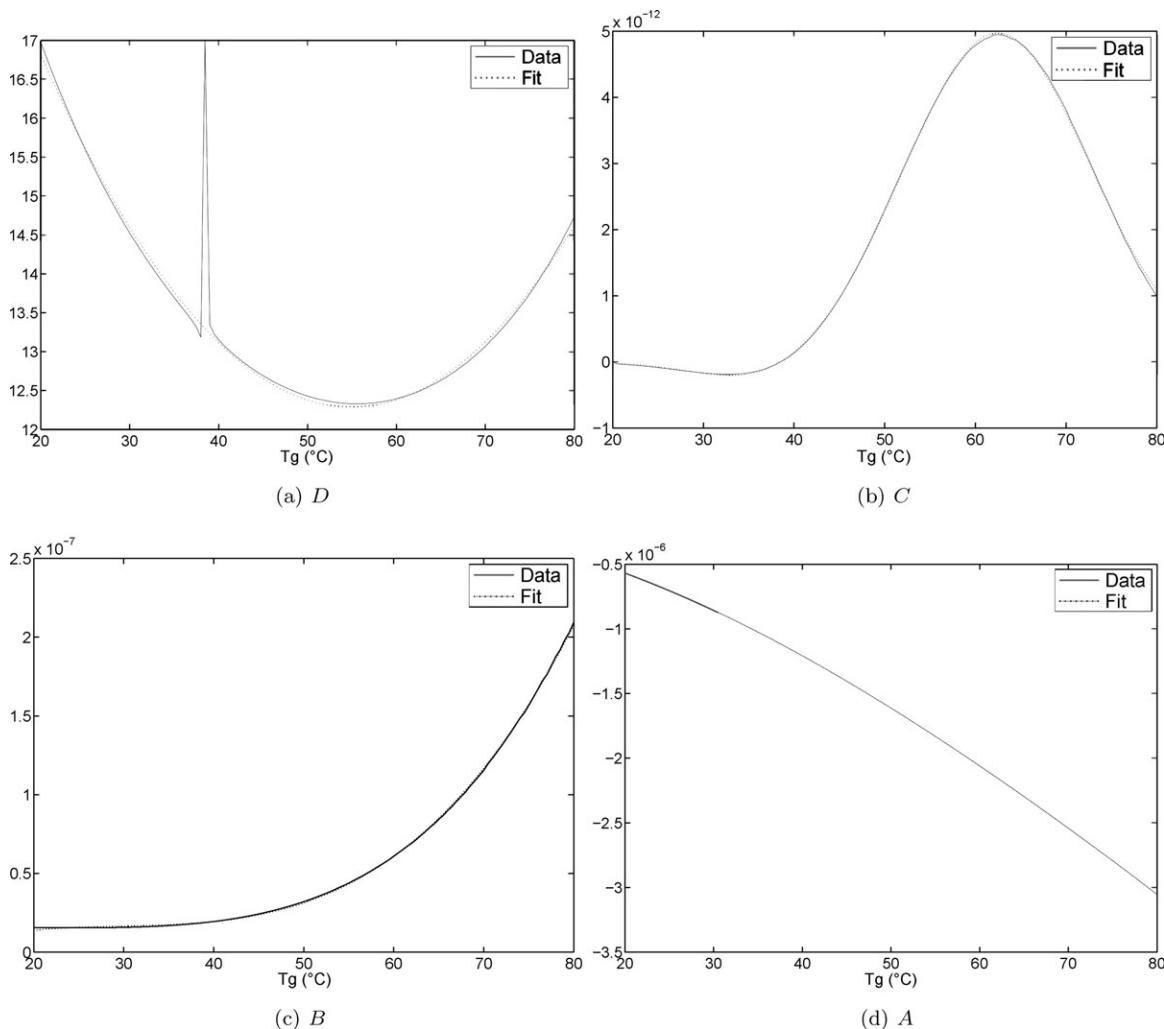 17
16.5
16
15.5
15
14.5
14
13.5
13
12.5
12
20 30 40 50 60 70 80
Tg (°C)
Data
Fit
(a) D
5 x 10−12
4
3
2
1
0
−1
20 30 40 50 60 70 80
Tg (°C)
Data
Fit
(b) C
2.5 x 10−7
2
1.5
1
0.5
0
20 30 40 50 60 70 80
Tg (°C)
Data
Fit
(c) B
−0.5 x 10−6
−1
−1.5
−2
−2.5
−3
−3.5
20 30 40 50 60 70 80
Tg (°C)
Data
Fit
(d) A